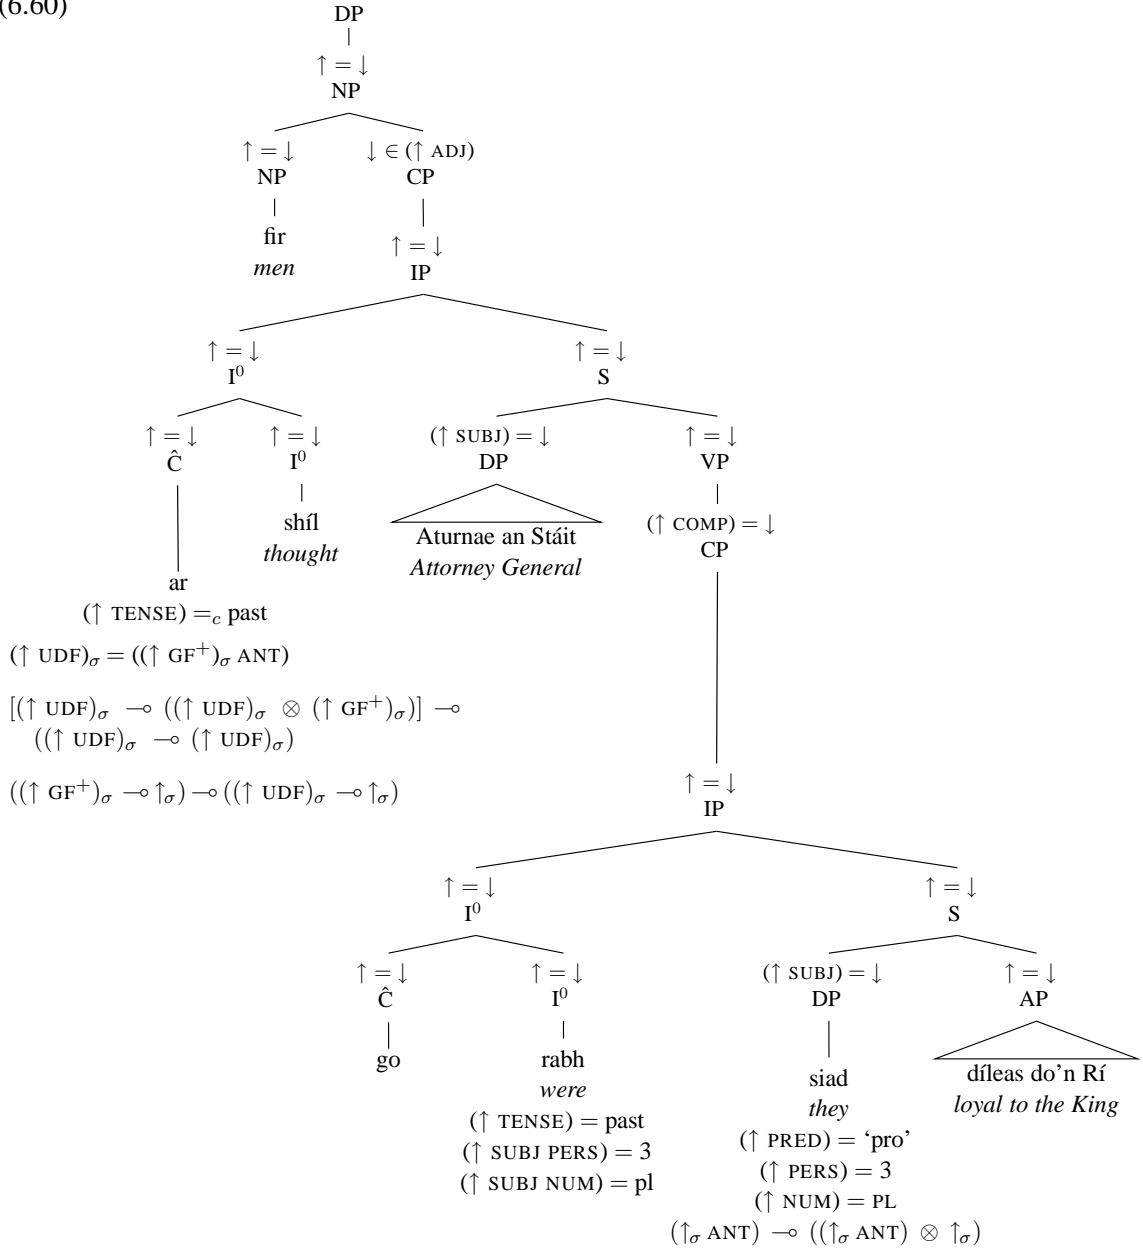 (6.60)
DP
↑ = ↓
NP
↑ = ↓ ↓ ∈ (↑ ADJ)
NP CP
fir ↑ = ↓
men IP
↑ = ↓ ↑ = ↓
I⁰ S
↑ = ↓ ↑ = ↓ (↑ SUBJ) = ↓ ↑ = ↓
Ĉ I⁰ DP VP
shíl (↑ COMP) = ↓
thought Aturnae an Stáit CP
Attorney General
ar
(↑ TENSE) =c past
(↑ UDF)σ = ((↑ GF⁺)σ ANT)
[(↑ UDF)σ ⊸ ((↑ UDF)σ ⊗ (↑ GF⁺)σ)] ⊸
((↑ UDF)σ ⊸ (↑ UDF)σ)
((↑ GF⁺)σ ⊸ ↑σ) ⊸ ((↑ UDF)σ ⊸ ↑σ)
↑ = ↓
IP
↑ = ↓ ↑ = ↓
I⁰ S
↑ = ↓ ↑ = ↓ (↑ SUBJ) = ↓ ↑ = ↓
Ĉ I⁰ DP AP
go rabh siad díleas do'n Rí
were they loyal to the King
(↑ TENSE) = past (↑ PRED) = ‘pro’
(↑ SUBJ PERS) = 3 (↑ PERS) = 3
(↑ SUBJ NUM) = pl (↑ NUM) = PL
(↑σ ANT) ⊸ ((↑σ ANT) ⊗ ↑σ)